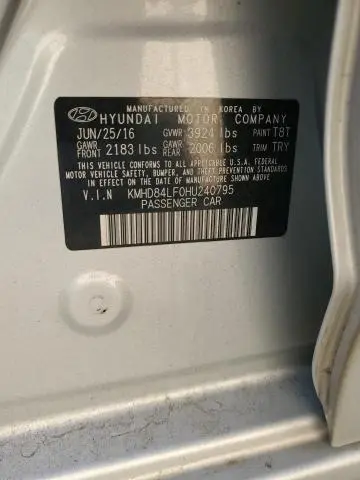 MANUFACTURED IN KOREA BY
HYUNDAI MOTOR COMPANY
JUN/25/16 GVWR 3924 lbs PAINT T8T
GAWR FRONT 2183 lbs GAWR REAR 2006 lbs TRIM TRY
THIS VEHICLE CONFORMS TO ALL APPLICABLE U.S.A. FEDERAL
MOTOR VEHICLE SAFETY, BUMPER, AND THEFT PREVENTION
STANDARDS IN EFFECT ON THE DATE OF MANUFACTURE SHOWN ABOVE.
V.I.N KMHD84LF0HU240795
PASSENGER CAR